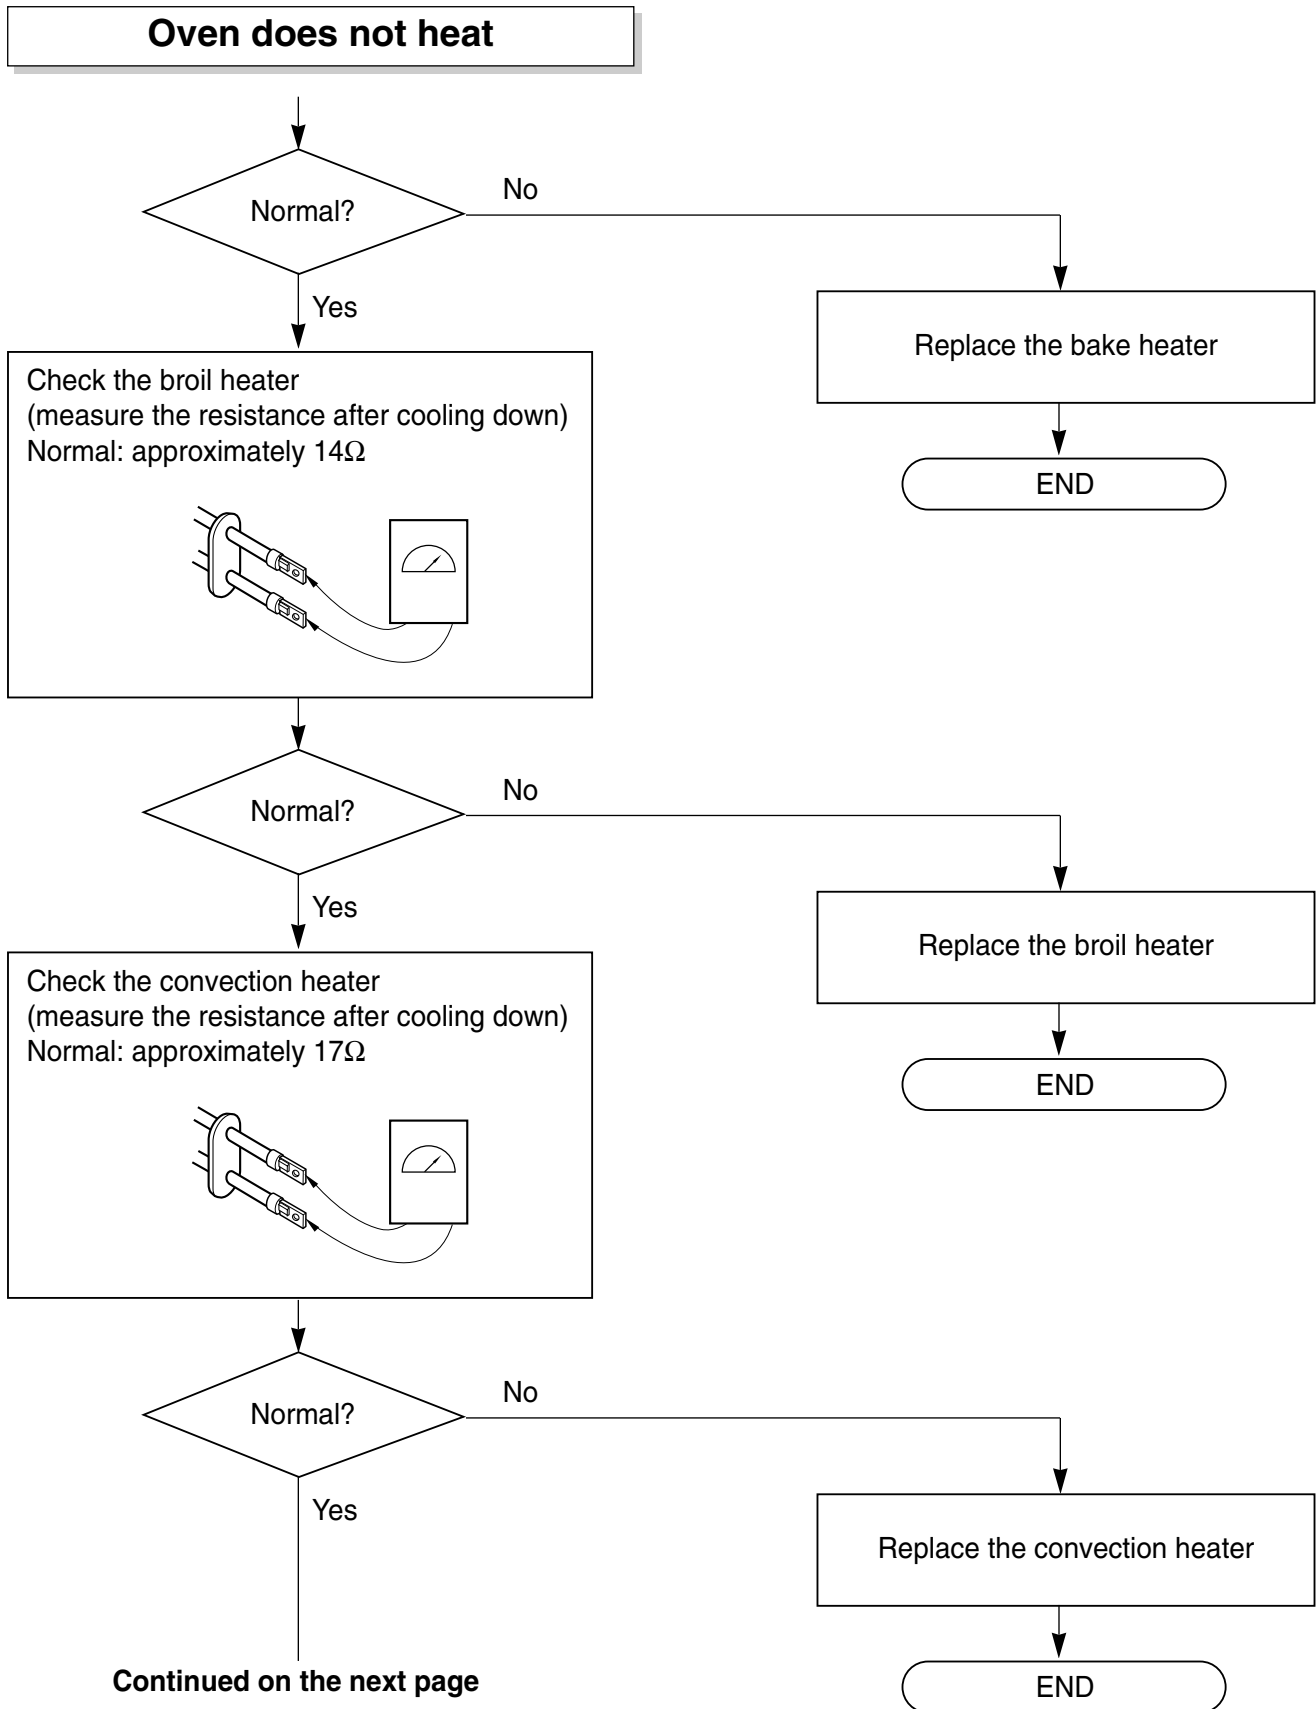 Oven does not heat
Normal?
No
Yes
Replace the bake heater
END
Check the broil heater
(measure the resistance after cooling down)
Normal: approximately 14Ω
Normal?
No
Yes
Replace the broil heater
END
Check the convection heater
(measure the resistance after cooling down)
Normal: approximately 17Ω
Normal?
No
Yes
Replace the convection heater
END
Continued on the next page